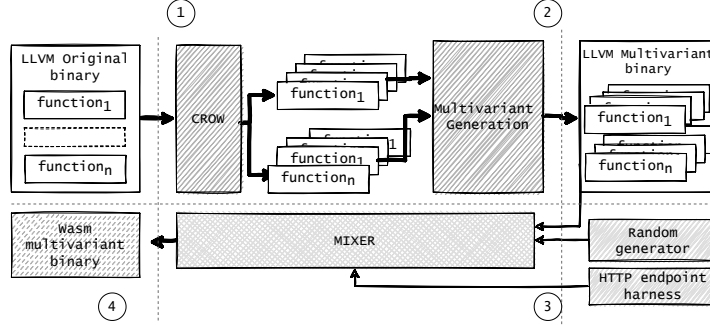 1
2
LLVM Original
binary
function1
functionn
CROW
function1
function1
functionn
Multivariant
Generation
LLVM Multivariant
binary
function1
functionn
Wasm
multivariant
binary
MIXER
Random
generator
HTTP endpoint
harness
4
3